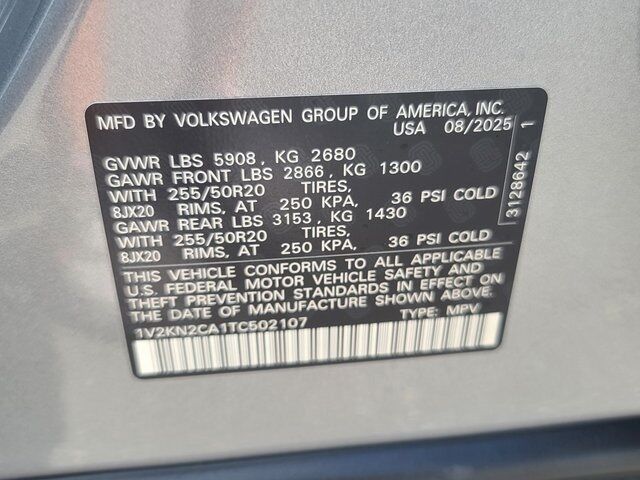 MFD BY VOLKSWAGEN GROUP OF AMERICA, INC.
USA 08/2025
GVWR LBS 5908, KG 2680
GAWR FRONT LBS 2866, KG 1300
WITH 255/50R20 TIRES,
8JX20 RIMS, AT 250 KPA, 36 PSI COLD
GAWR REAR LBS 3153, KG 1430
WITH 255/50R20 TIRES,
8JX20 RIMS, AT 250 KPA, 36 PSI COLD
THIS VEHICLE CONFORMS TO ALL APPLICABLE
U.S. FEDERAL MOTOR VEHICLE SAFETY AND
THEFT PREVENTION STANDARDS IN EFFECT ON
THE DATE OF MANUFACTURE SHOWN ABOVE.
1V2KN2CA1TC502107 TYPE: MPV
3128642 1